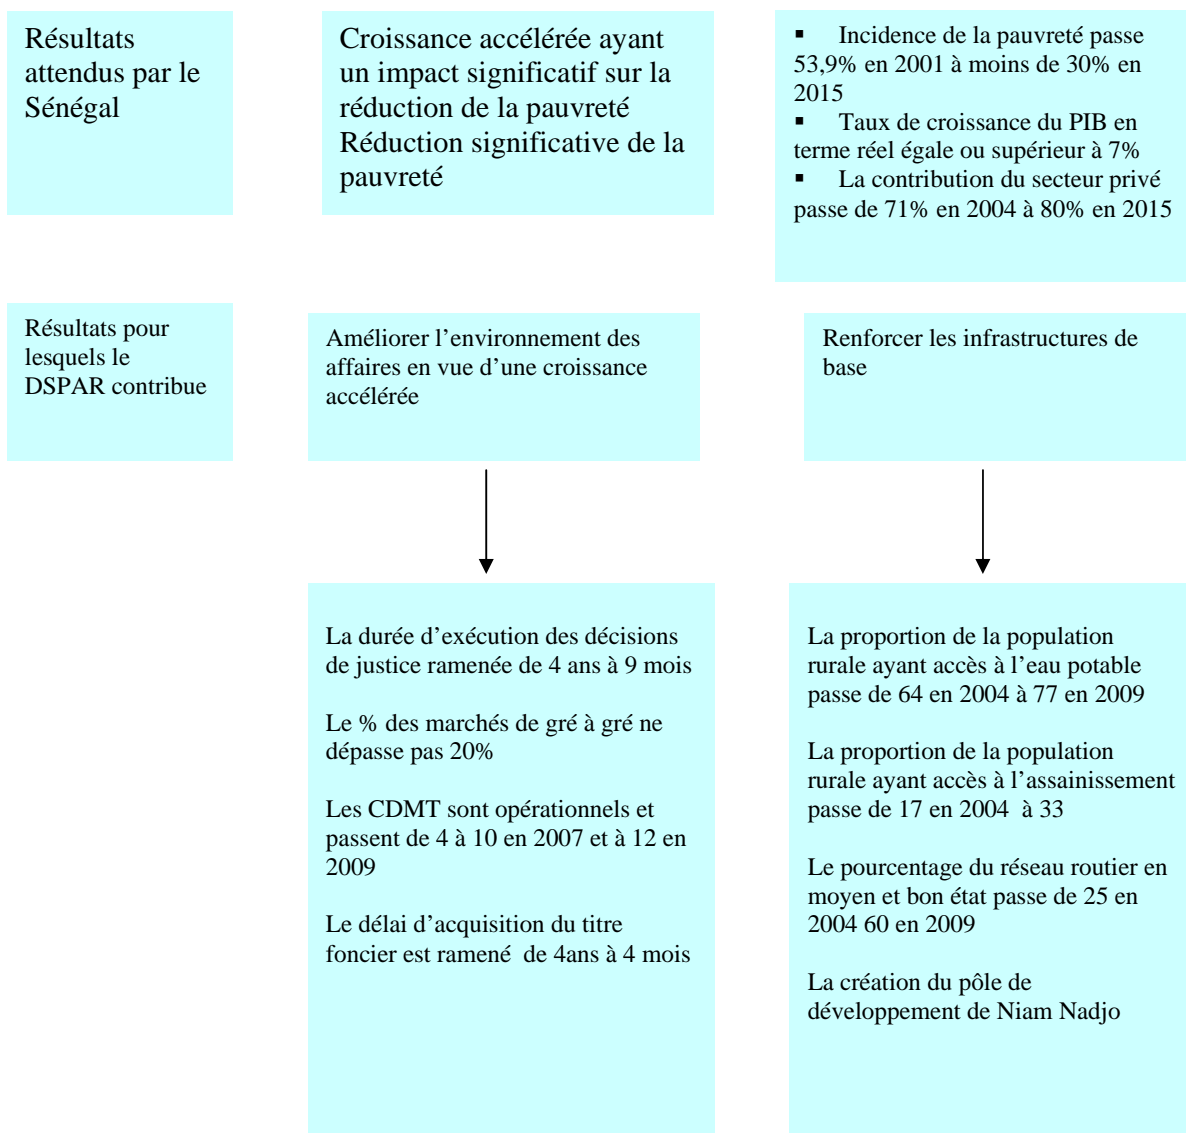 Résultats
attendus par le
Sénégal
Croissance accélérée ayant
un impact significatif sur la
réduction de la pauvreté
Réduction significative de la
pauvreté
▪ Incidence de la pauvreté passe
53,9% en 2001 à moins de 30% en
2015
▪ Taux de croissance du PIB en
terme réel égale ou supérieur à 7%
▪ La contribution du secteur privé
passe de 71% en 2004 à 80% en 2015
Résultats pour
lesquels le
DSPAR contribue
Améliorer l’environnement des
affaires en vue d’une croissance
accélérée
Renforcer les infrastructures de
base
La durée d’exécution des décisions
de justice ramenée de 4 ans à 9 mois
Le % des marchés de gré à gré ne
dépasse pas 20%
Les CDMT sont opérationnels et
passent de 4 à 10 en 2007 et à 12 en
2009
Le délai d’acquisition du titre
foncier est ramené  de 4ans à 4 mois
La proportion de la population
rurale ayant accès à l’eau potable
passe de 64 en 2004 à 77 en 2009
La proportion de la population
rurale ayant accès à l’assainissement
passe de 17 en 2004  à 33
Le pourcentage du réseau routier en
moyen et bon état passe de 25 en
2004 60 en 2009
La création du pôle de
développement de Niam Nadjo